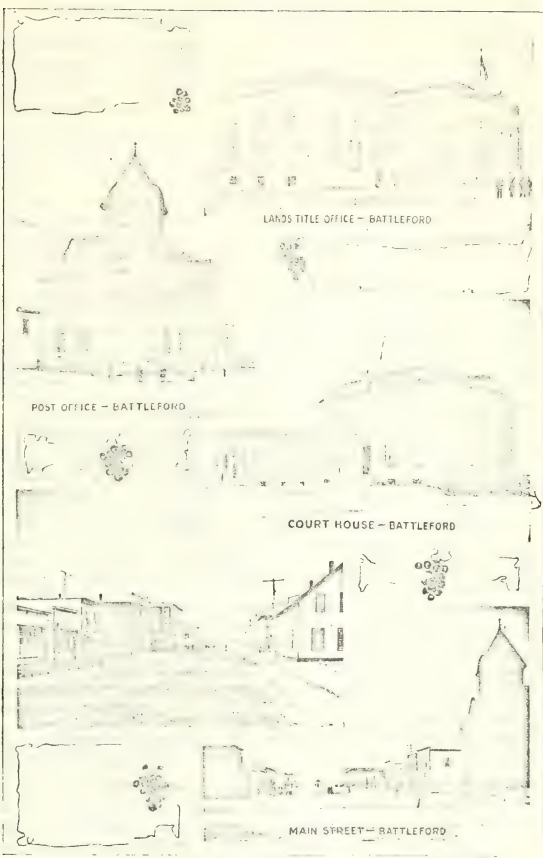 LANDS TITLE OFFICE – BATTLEFORD
POST OFFICE – BATTLEFORD
COURT HOUSE – BATTLEFORD
MAIN STREET – BATTLEFORD